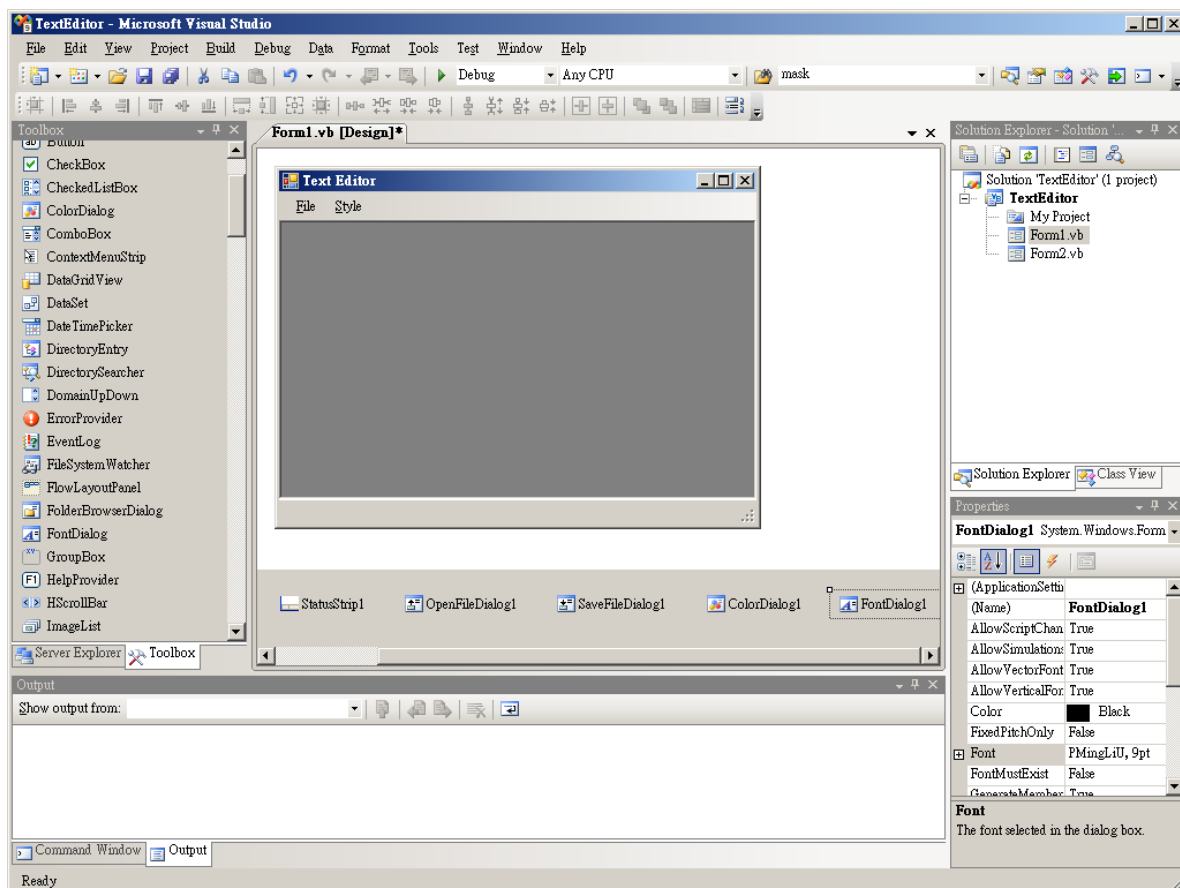 TextEditor - Microsoft Visual Studio
File Edit View Project Build Debug Data Format Tools Test Window Help
Debug Any CPU mask
Toolbox
Button
CheckBox
CheckedListBox
ColorDialog
ComboBox
ContextMenuStrip
DataGridView
DataSet
DateTimePicker
DirectoryEntry
DirectorySearcher
DomainUpDown
ErrorProvider
EventLog
FileSystemWatcher
FlowLayoutPanel
FolderBrowserDialog
FontDialog
GroupBox
HelpProvider
HScrollBar
ImageList
Server Explorer Toolbox
Form1.vb [Design]*
Text Editor
File Style
StatusStrip1 OpenFileDialog1 SaveFileDialog1 ColorDialog1 FontDialog1
Solution Explorer - Solution '...
Solution 'TextEditor' (1 project)
TextEditor
My Project
Form1.vb
Form2.vb
Solution Explorer Class View
Properties
FontDialog1 System.Windows.Form
(ApplicationSettin
(Name) FontDialog1
AllowScriptChan True
AllowSimulations True
AllowVectorFont True
AllowVerticalFor True
Color Black
FixedPitchOnly False
Font PMingLiU, 9pt
FontMustExist False
GenerateMember True
Font
The font selected in the dialog box.
Output
Show output from:
Command Window Output
Ready